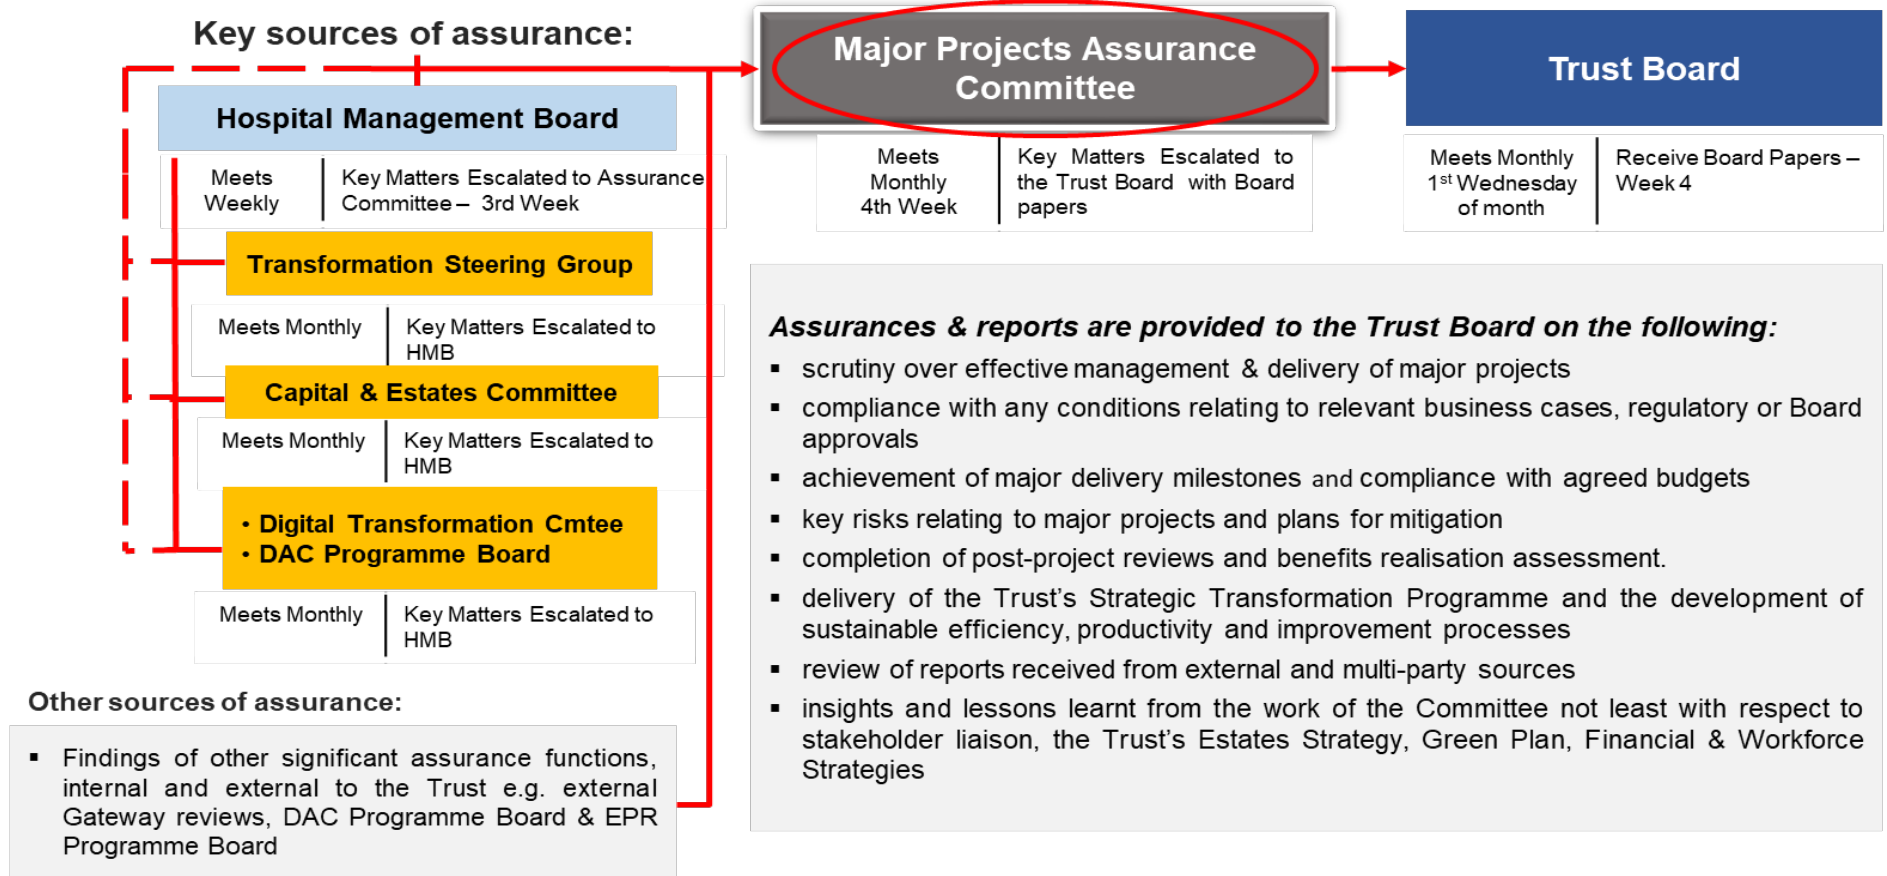 Key sources of assurance:
Major Projects Assurance
Committee
Trust Board
Hospital Management Board
Meets
Weekly
Key Matters Escalated to Assurance
Committee – 3rd Week
Meets
Monthly
4th Week
Key Matters Escalated to
the Trust Board with Board
papers
Meets Monthly
1st Wednesday
of month
Receive Board Papers –
Week 4
Transformation Steering Group
Meets Monthly
Key Matters Escalated to
HMB
Capital & Estates Committee
Meets Monthly
Key Matters Escalated to
HMB
• Digital Transformation Cmtee
• DAC Programme Board
Meets Monthly
Key Matters Escalated to
HMB
Other sources of assurance:
▪ Findings of other significant assurance functions,
internal and external to the Trust e.g. external
Gateway reviews, DAC Programme Board & EPR
Programme Board
Assurances & reports are provided to the Trust Board on the following:
▪ scrutiny over effective management & delivery of major projects
▪ compliance with any conditions relating to relevant business cases, regulatory or Board
approvals
▪ achievement of major delivery milestones and compliance with agreed budgets
▪ key risks relating to major projects and plans for mitigation
▪ completion of post-project reviews and benefits realisation assessment.
▪ delivery of the Trust’s Strategic Transformation Programme and the development of
sustainable efficiency, productivity and improvement processes
▪ review of reports received from external and multi-party sources
▪ insights and lessons learnt from the work of the Committee not least with respect to
stakeholder liaison, the Trust’s Estates Strategy, Green Plan, Financial & Workforce
Strategies